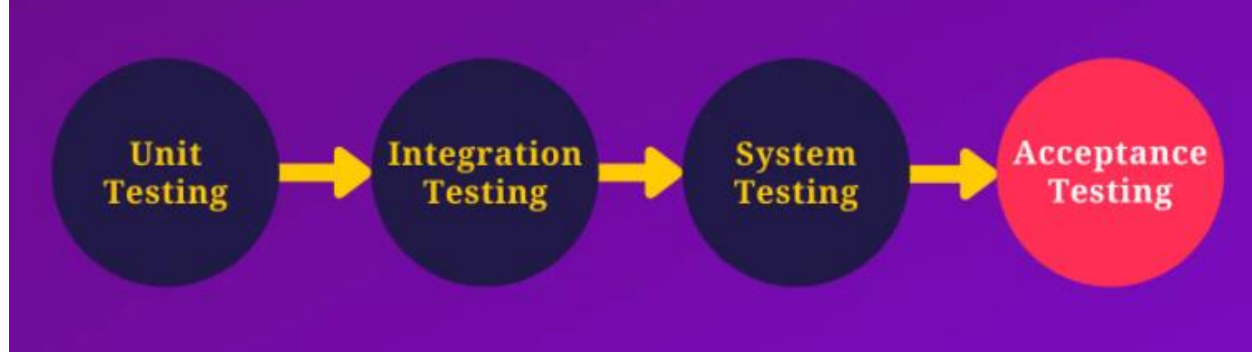 Unit
Testing
Integration
Testing
System
Testing
Acceptance
Testing